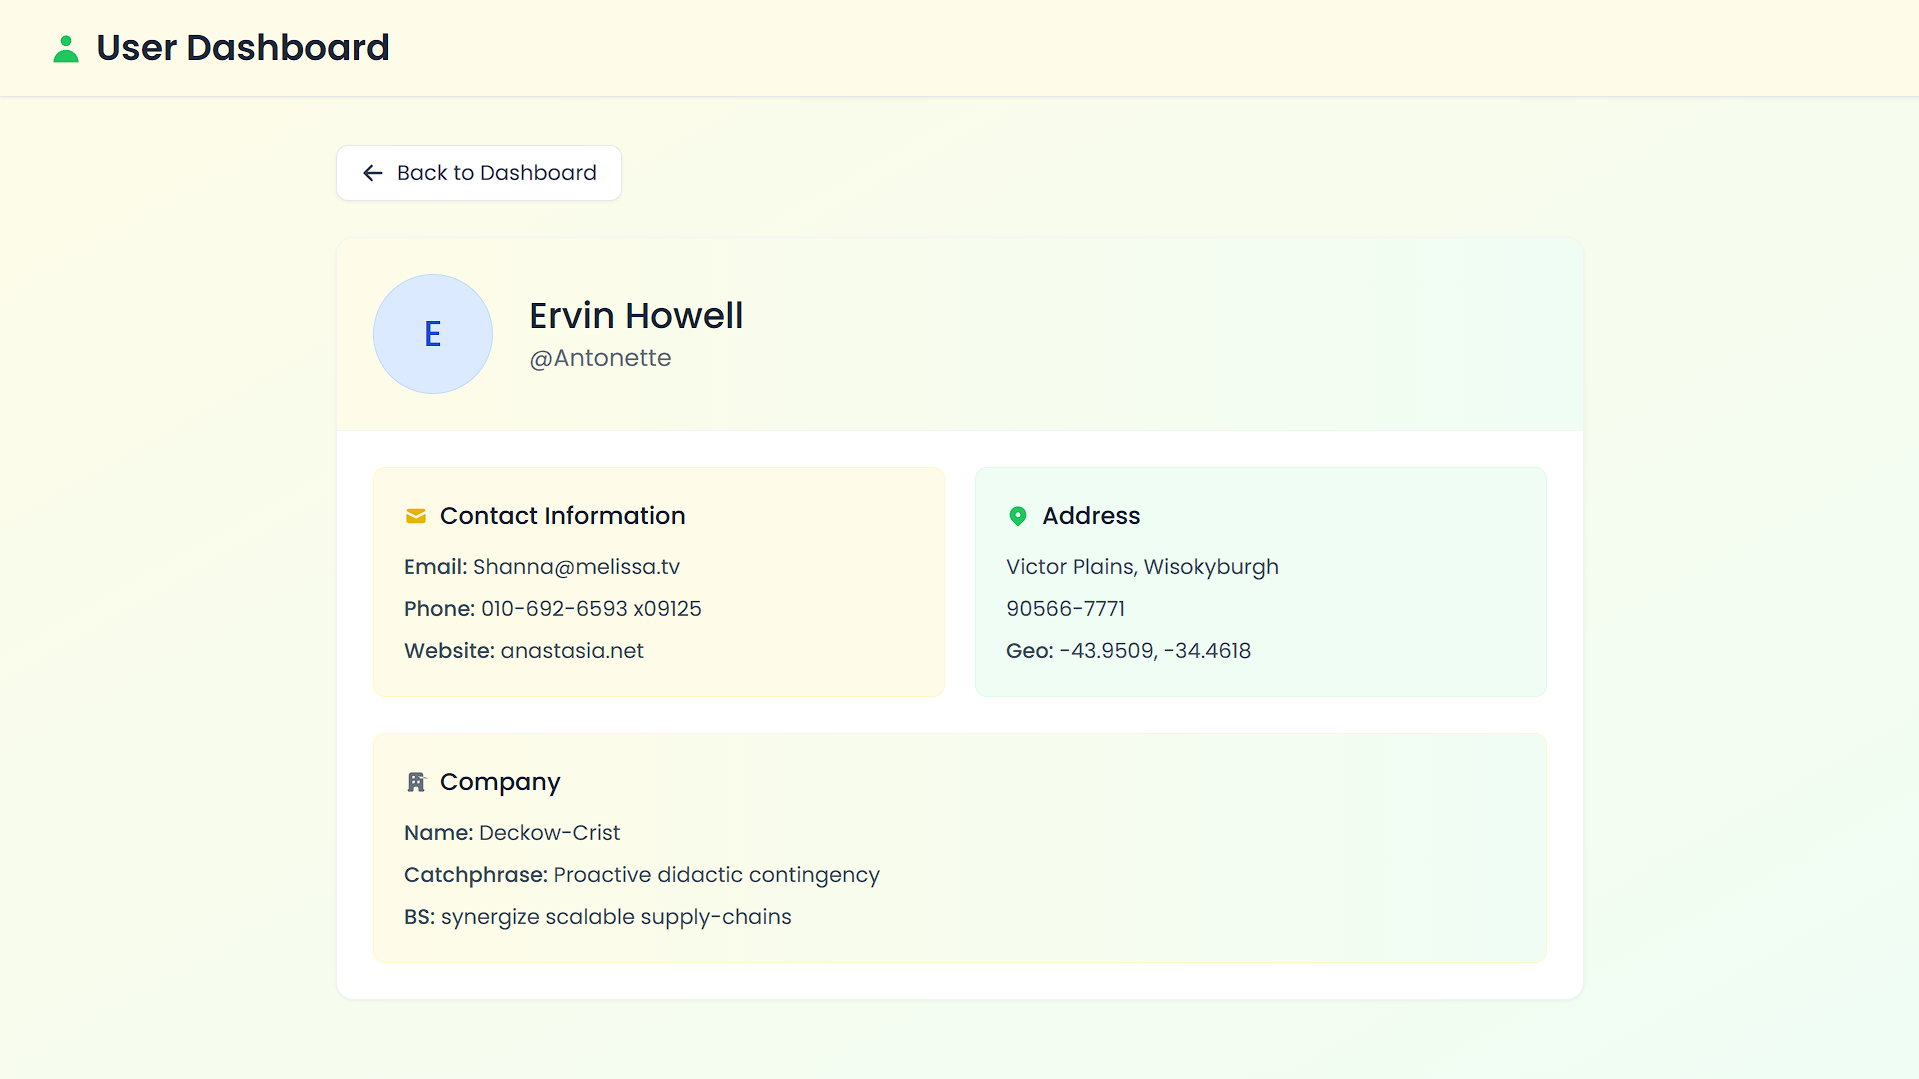 User Dashboard
Back to Dashboard
E
Ervin Howell
@Antonette
Contact Information
Email: Shanna@melissa.tv
Phone: 010-692-6593 x09125
Website: anastasia.net
Address
Victor Plains, Wisokyburgh
90566-7771
Geo: -43.9509, -34.4618
Company
Name: Deckow-Crist
Catchphrase: Proactive didactic contingency
BS: synergize scalable supply-chains